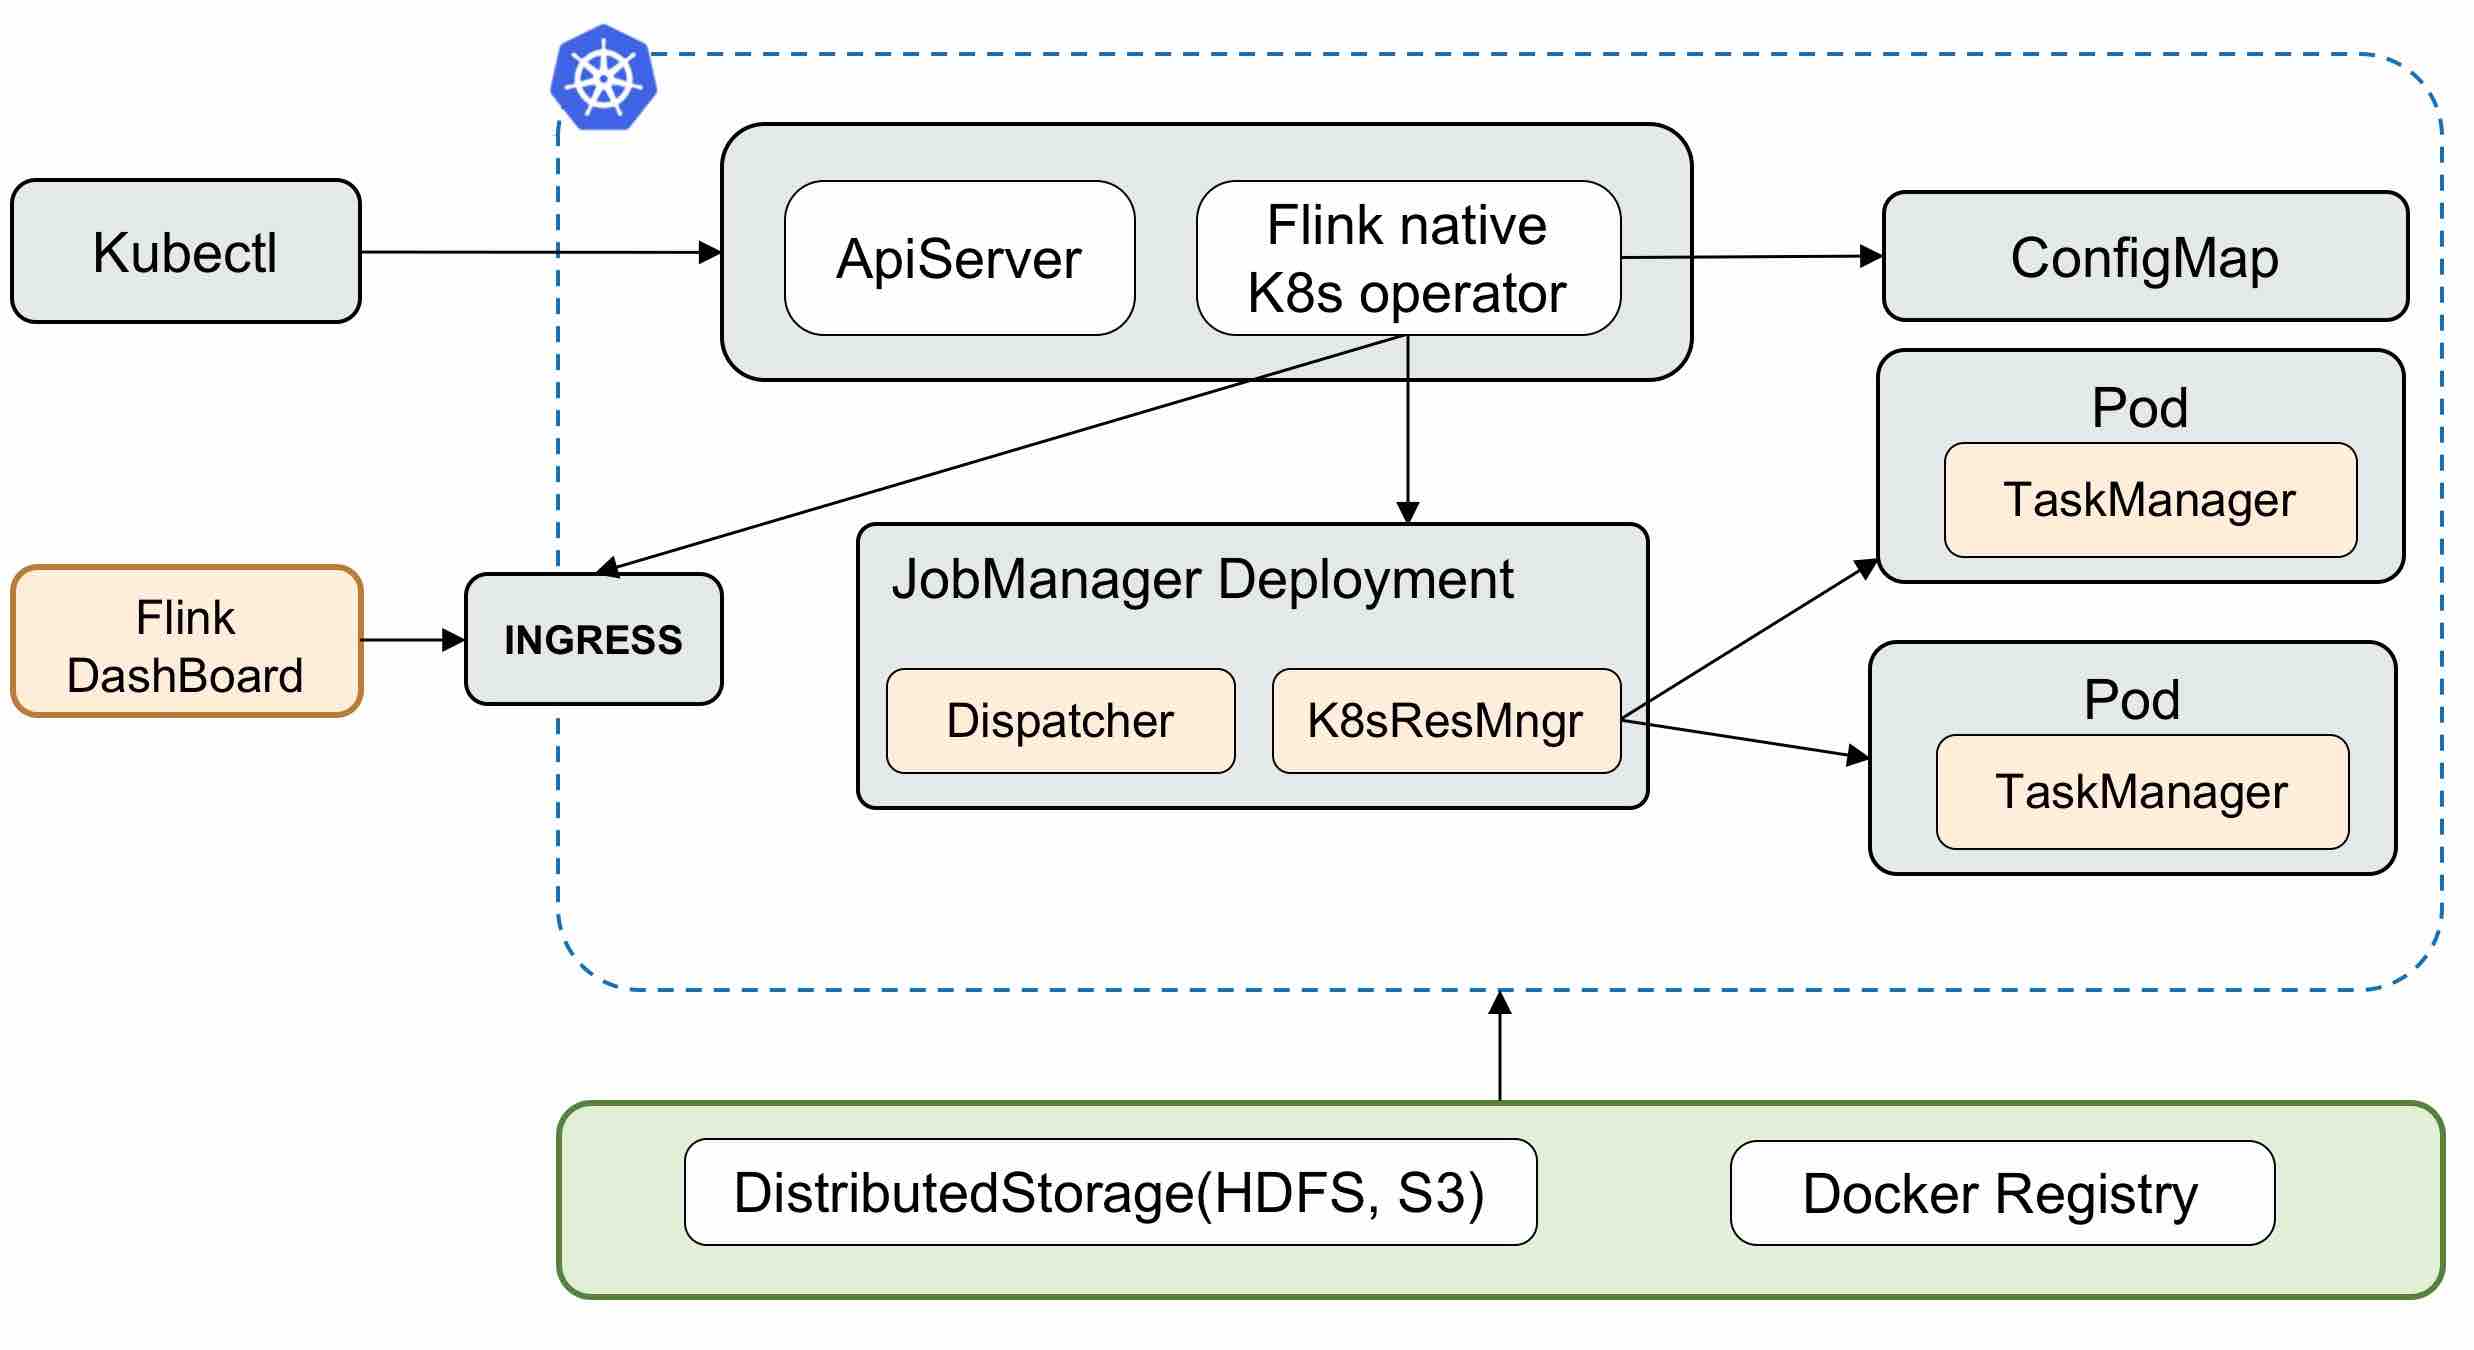 Kubectl
ApiServer
Flink native
K8s operator
ConfigMap
Pod
TaskManager
Flink
DashBoard
INGRESS
JobManager Deployment
Dispatcher
K8sResMngr
Pod
TaskManager
DistributedStorage(HDFS, S3)
Docker Registry